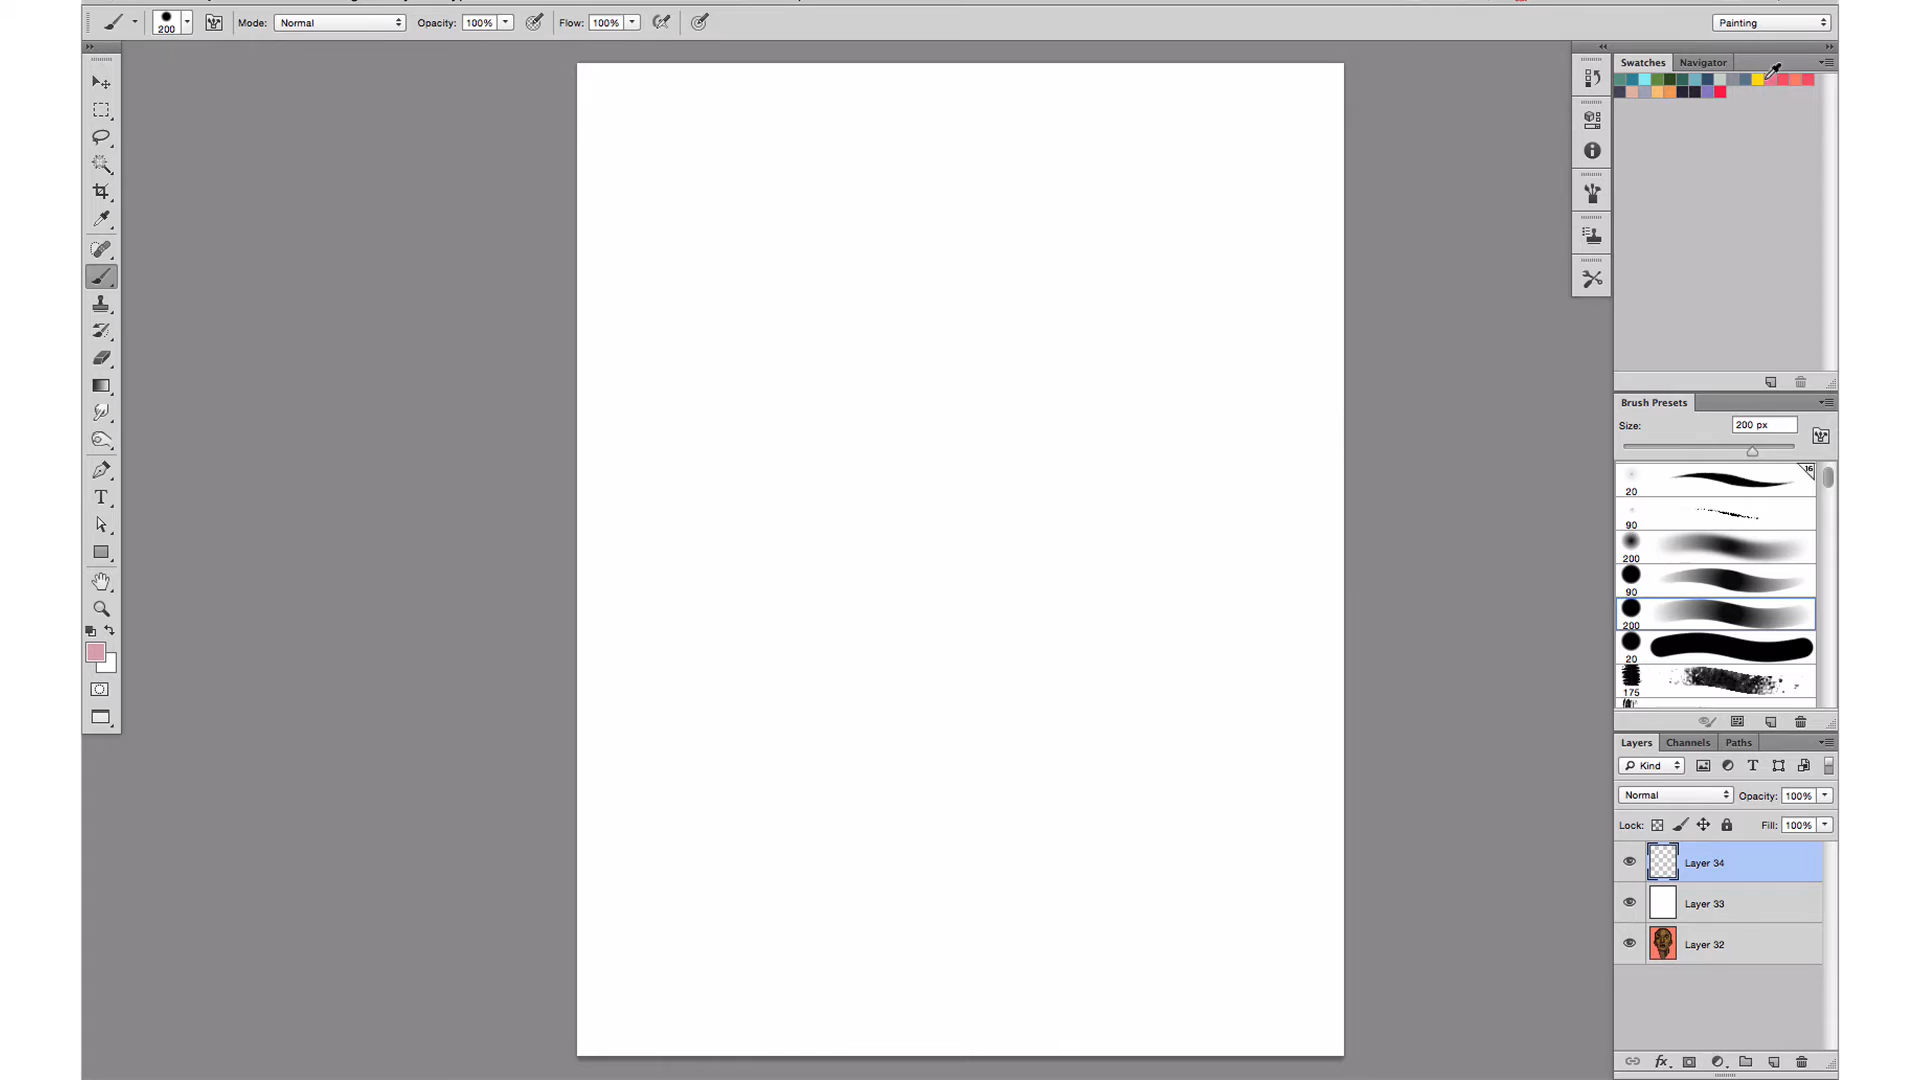 200 Mode: Normal Opacity: 100% Flow: 100% Painting
Swatches Navigator
Brush Presets
Size: 200 px
16
20
90
200
90
200
20
175
T
Layers Channels Paths
Kind T
Normal Opacity: 100%
Lock: Fill: 100%
Layer 34
Layer 33
Layer 32
fx